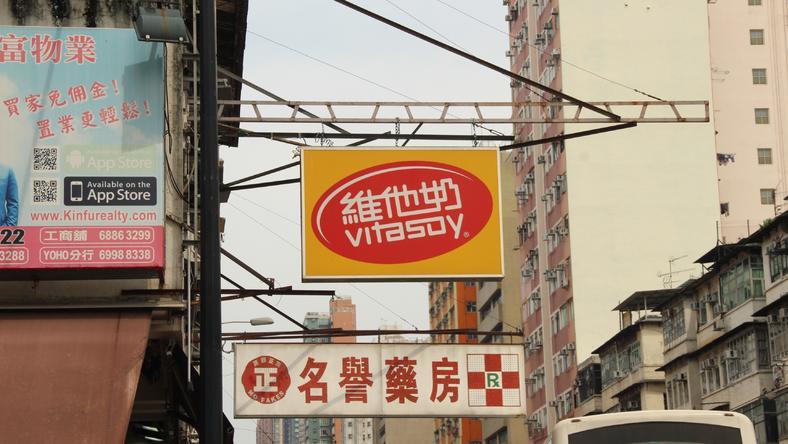 富物業
買家免佣金！
置業更輕鬆！
App Store
Available on the
App Store
www.Kinfurealty.com
22 工商舖 6886 3299
3288 YOHO分行 6998 8338
維他奶
vitasoy®
正
NO FAKES
名譽藥房
Rx